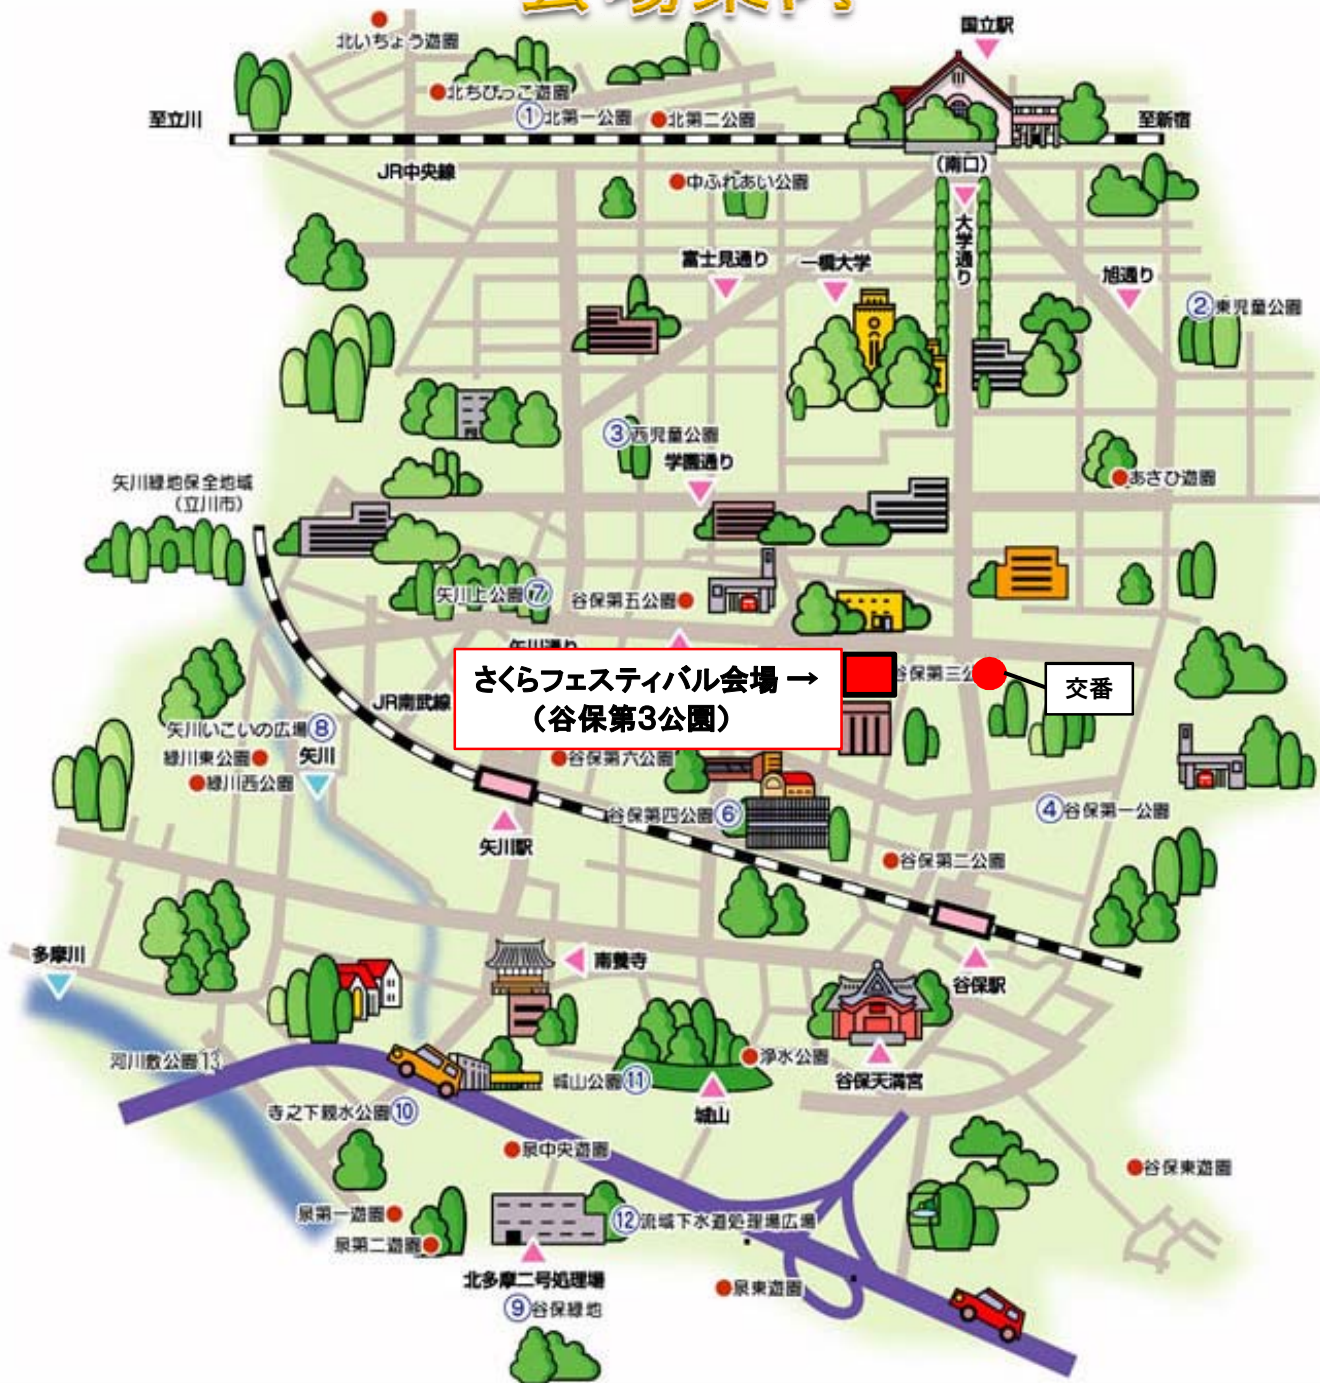 会場案内
国立駅
北いちょう遊園
北ちびっこ遊園
①北第一公園
北第二公園
至立川
至新宿
JR中央線
(南口)
中ふれあい公園
大学通り
富士見通り
一橋大学
旭通り
②東児童公園
③西児童公園
学園通り
あさひ遊園
矢川緑地保全地域
(立川市)
矢川上公園⑦
谷保第五公園
矢川通り
さくらフェスティバル会場→
(谷保第3公園)
谷保第三公
交番
JR南武線
矢川いこいの広場⑧
緑川東公園
矢川
緑川西公園
谷保第六公園
谷保第四公園⑥
④谷保第一公園
矢川駅
谷保第二公園
多摩川
南養寺
谷保駅
河川敷公園13
城山公園⑪
浄水公園
谷保天満宮
寺之下親水公園⑩
城山
泉中央遊園
谷保東遊園
泉第一遊園
⑫流域下水道処理場広場
泉第二遊園
北多摩二号処理場
泉東遊園
⑨谷保緑地